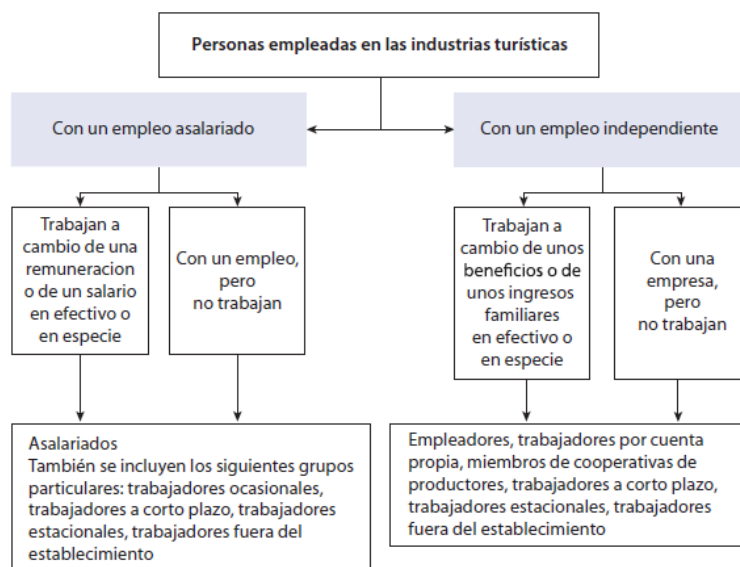 Personas empleadas en las industrias turísticas
Con un empleo asalariado
Con un empleo independiente
Trabajan a
cambio de una
remuneracion
o de un salario
en efectivo o
en especie
Con un empleo,
pero
no trabajan
Trabajan a
cambio de unos
beneficios o de
unos ingresos
familiares
en efectivo o
en especie
Con una
empresa,
pero
no trabajan
Asalariados
También se incluyen los siguientes grupos
particulares: trabajadores ocasionales,
trabajadores a corto plazo, trabajadores
estacionales, trabajadores fuera del
establecimiento
Empleadores, trabajadores por cuenta
propia, miembros de cooperativas de
productores, trabajadores a corto plazo,
trabajadores estacionales, trabajadores
fuera del establecimiento